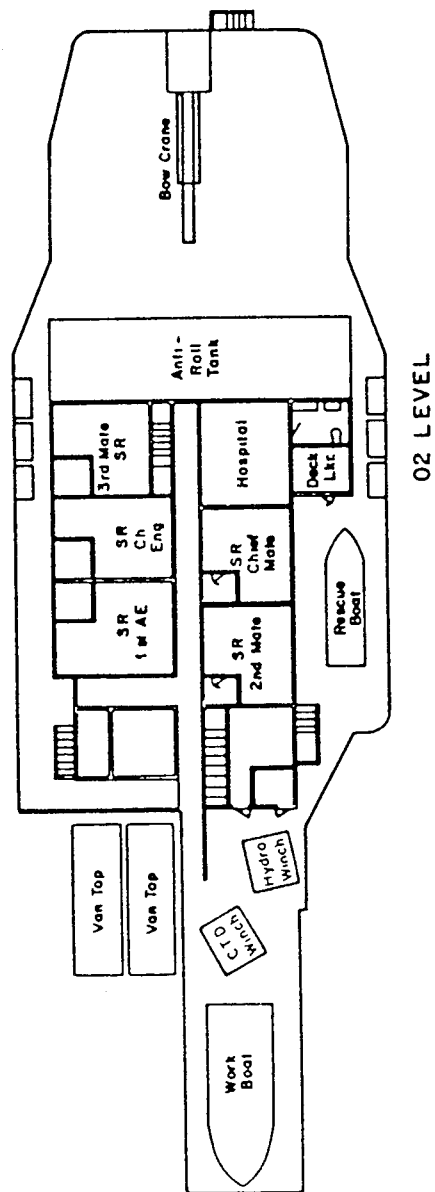 Bow Crane
Anti-
Roll
Tank
3rd Mate
SR
SR
Ch
Eng
SR
1st AE
Hospital
Deck
Lkr.
SR
Chief
Mate
SR
2nd Mate
Rescue
Boat
Van Top
Van Top
Hydro
Winch
CTD
Winch
Work
Boat
02 LEVEL